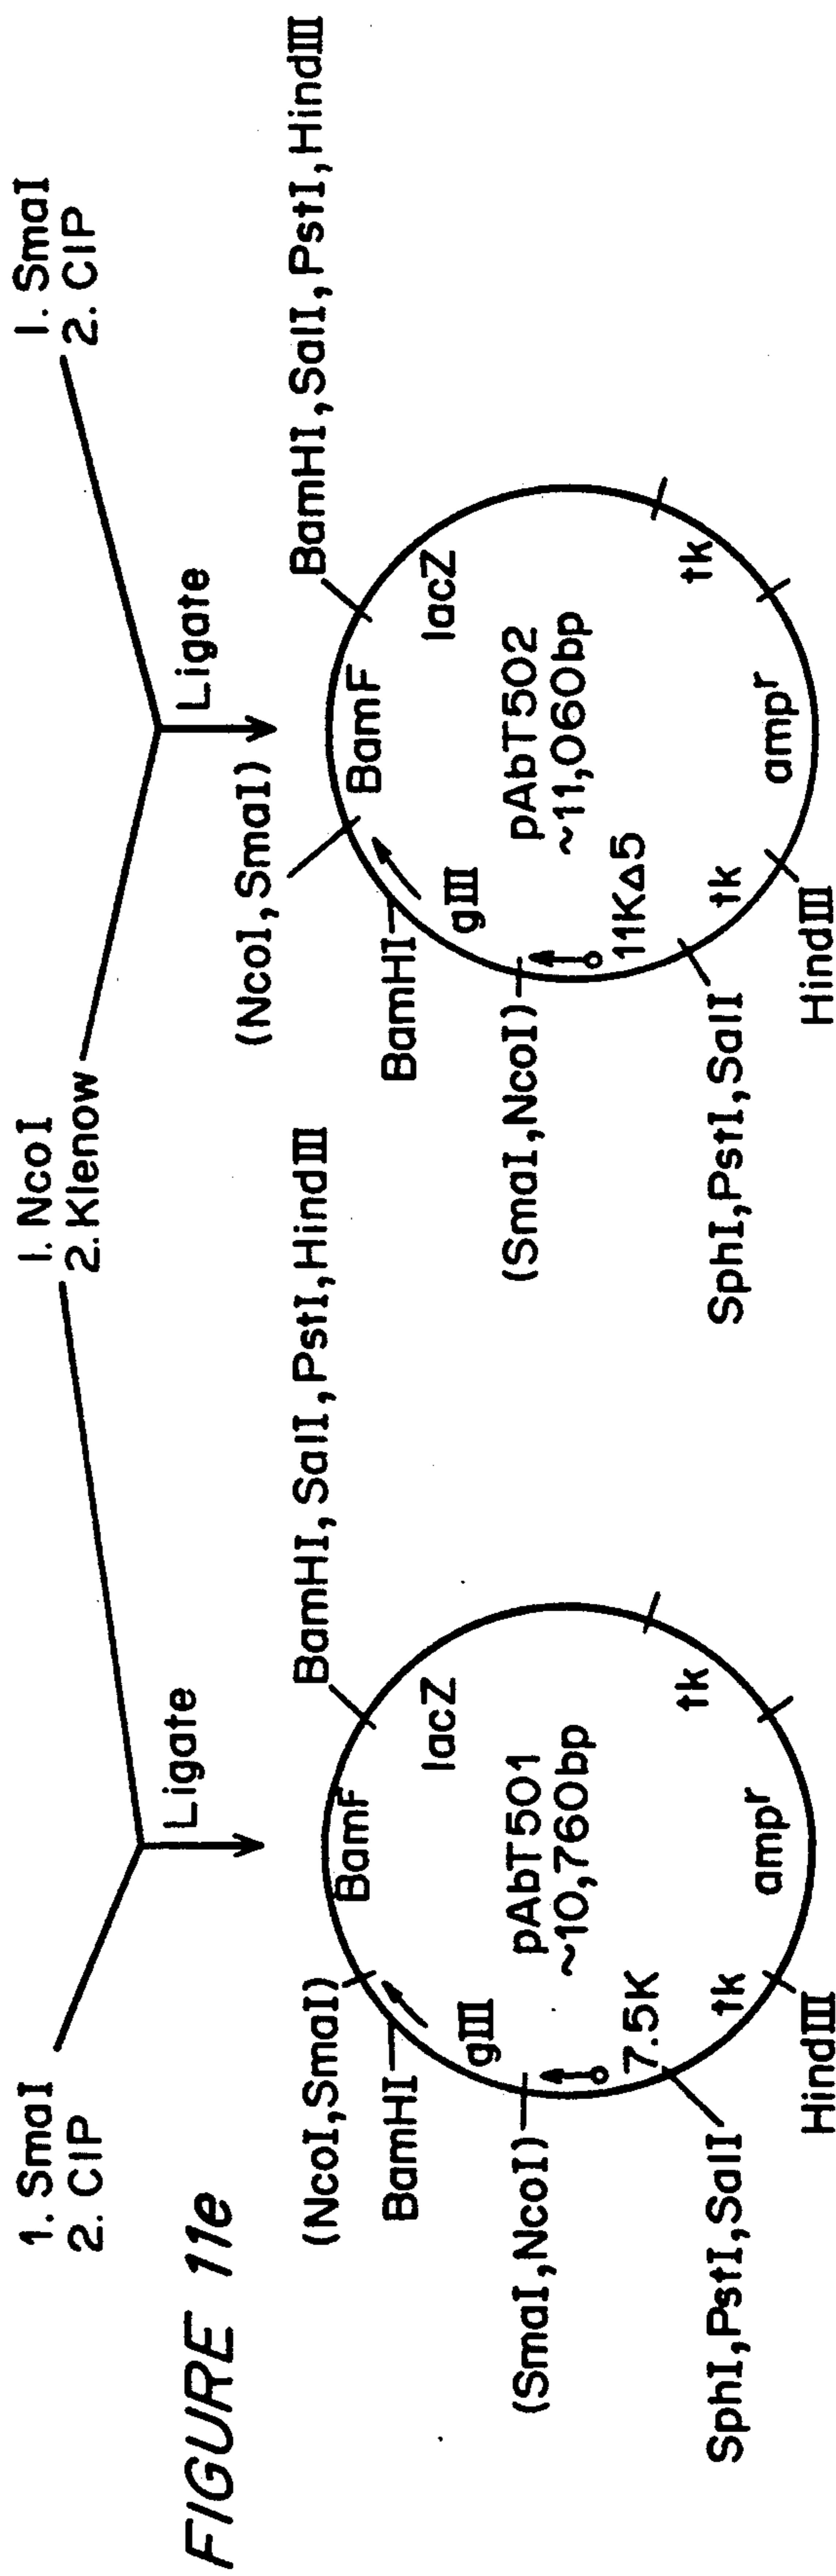 FIGURE 11e
1. SmaI
2. CIP
1. NcoI
2. Klenow
1. SmaI
2. CIP
Ligate
Ligate
(NcoI,SmaI)
BamHI
(SmaI,NcoI)
SphI,PstI,SalI
HindIII
BamHI,SalI,PstI,HindIII
BamF
lacZ
gIII
pAbT501
~10,760bp
7.5K
tk
tk
ampr
(NcoI,SmaI)
BamHI
(SmaI,NcoI)
SphI,PstI,SalI
HindIII
BamHI,SalI,PstI,HindIII
BamF
lacZ
gIII
pAbT502
~11,060bp
11KΔ5
tk
tk
ampr